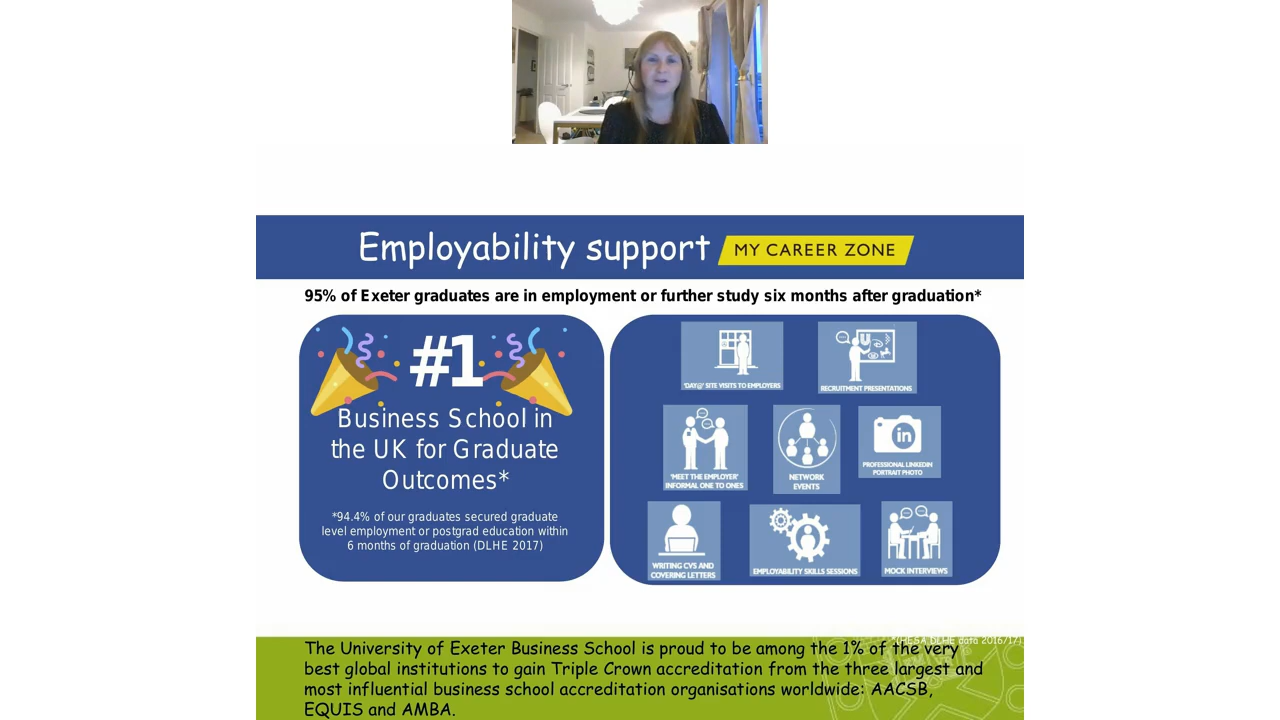 Employability support
MY CAREER ZONE
95% of Exeter graduates are in employment or further study six months after graduation*
#1
Business School in
the UK for Graduate
Outcomes*
*94.4% of our graduates secured graduate
level employment or postgrad education within
6 months of graduation (DLHE 2017)
'DAY@' SITE VISITS TO EMPLOYERS
RECRUITMENT PRESENTATIONS
'MEET THE EMPLOYER'
INFORMAL ONE TO ONES
NETWORK
EVENTS
in
PROFESSIONAL LINKEDIN
PORTRAIT PHOTO
WRITING CVS AND
COVERING LETTERS
EMPLOYABILITY SKILLS SESSIONS
MOCK INTERVIEWS
*(HESA DLHE data 2016/17)
The University of Exeter Business School is proud to be among the 1% of the very
best global institutions to gain Triple Crown accreditation from the three largest and
most influential business school accreditation organisations worldwide: AACSB,
EQUIS and AMBA.